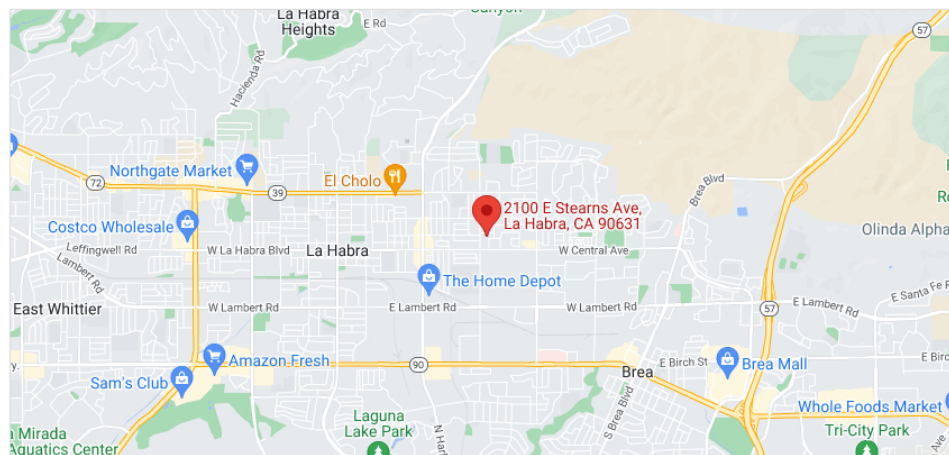 La Habra
Heights
E Rd
Canyon
57
Hacienda Rd
Northgate Market
72
39
El Cholo
Brea Blvd
2100 E Stearns Ave,
La Habra, CA 90631
Costco Wholesale
Leffingwell Rd
W La Habra Blvd
La Habra
W Central Ave
Olinda Alpha
Lambert Rd
The Home Depot
East Whittier
W Lambert Rd
E Lambert Rd
W Lambert Rd
57
E Lambert Rd
E Santa Fe R
Amazon Fresh
90
E Birch St
Brea Mall
E Birc
Sam's Club
Brea
Whole Foods Market
Laguna
Lake Park
N Har
S Brea Blvd
Tri-City Park
a Mirada
Aquatics Center
Ave